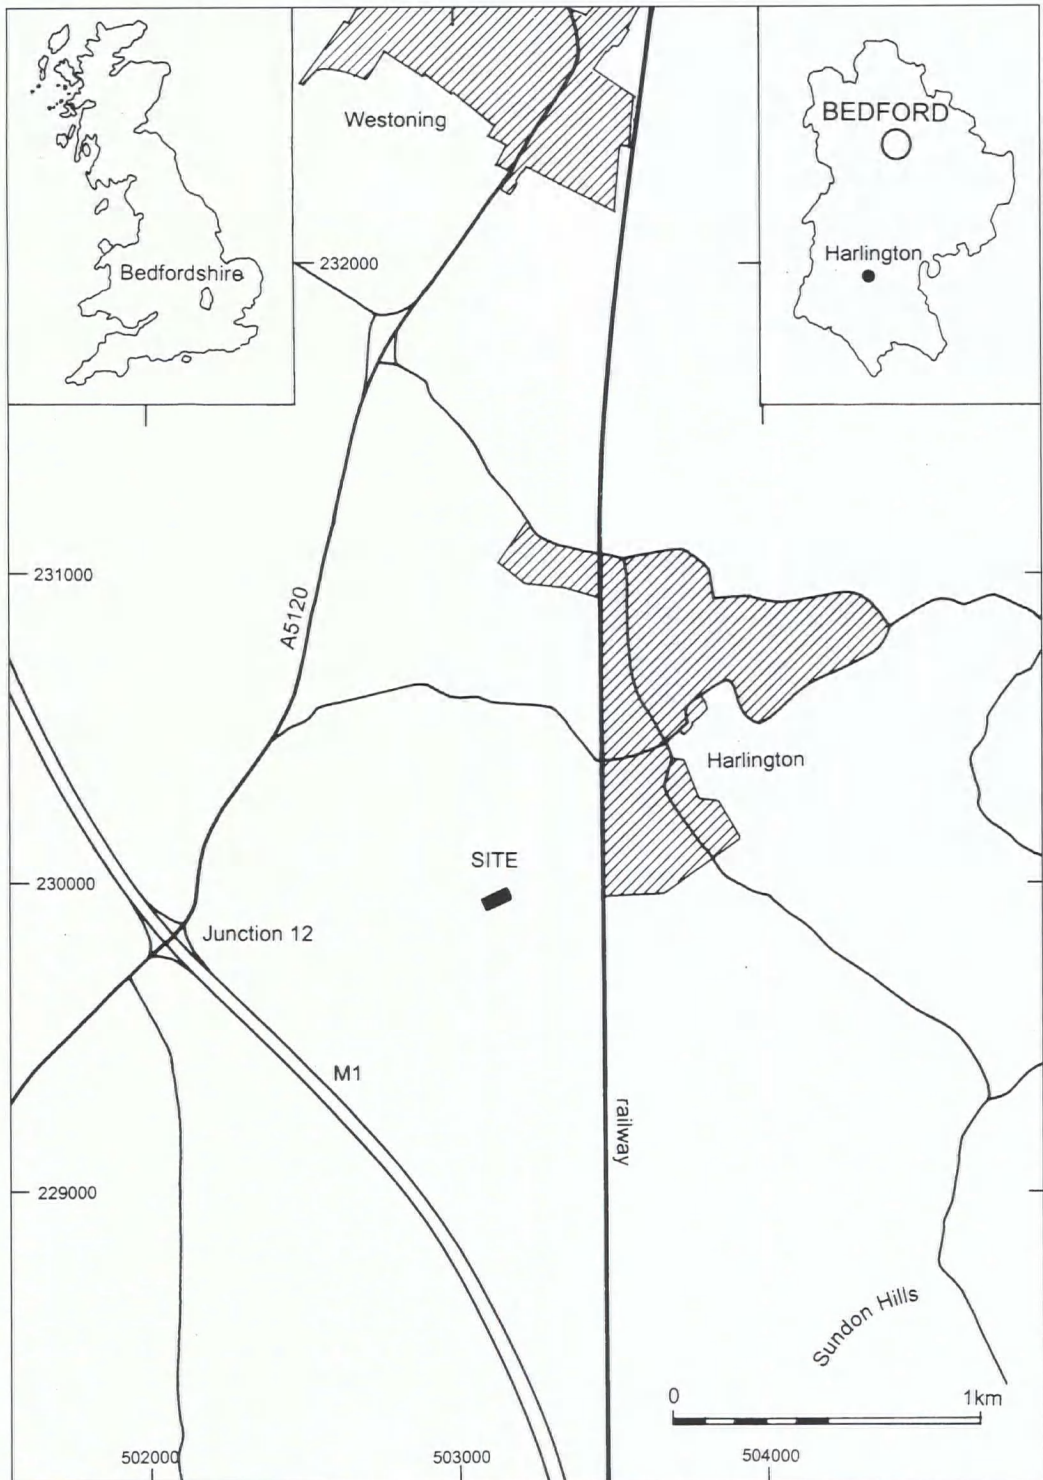 Westoning
BEDFORD
Harlington
Bedfordshire
232000
231000
A5120
Harlington
SITE
230000
Junction 12
M1
railway
229000
Sundon Hills
0 1km
502000 503000 504000